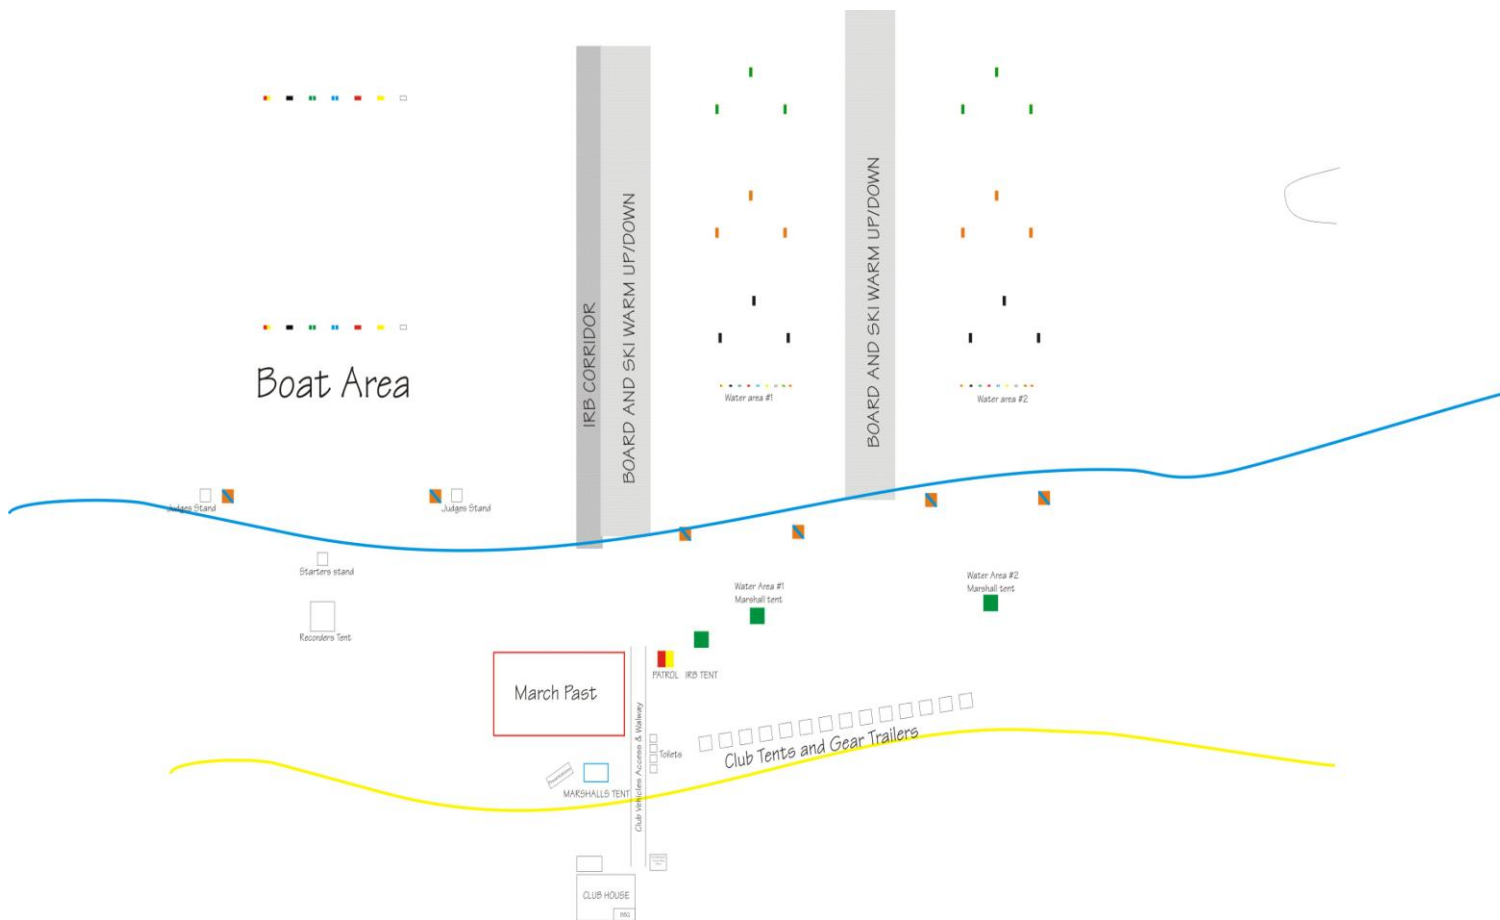 BOARD AND SKI WARM UP/DOWN
IRB CORRIDOR
BOARD AND SKI WARM UP/DOWN
Boat Area
Water area #1
Water area #2
Judges Stand
Judges Stand
Starters stand
Recorders Tent
Water Area #1
Marshall tent
Water Area #2
Marshall tent
PATROL
IRB TENT
March Past
Club Vehicles Access & Walway
Toilets
Club Tents and Gear Trailers
MARSHALLS TENT
CLUB HOUSE
BBQ